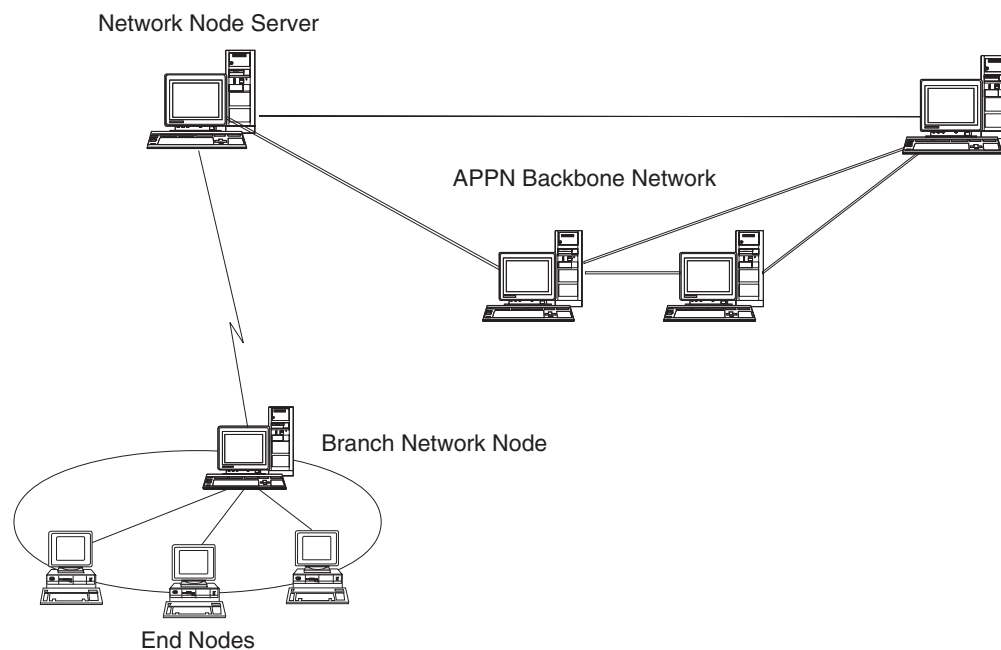 Network Node Server
APPN Backbone Network
Branch Network Node
End Nodes